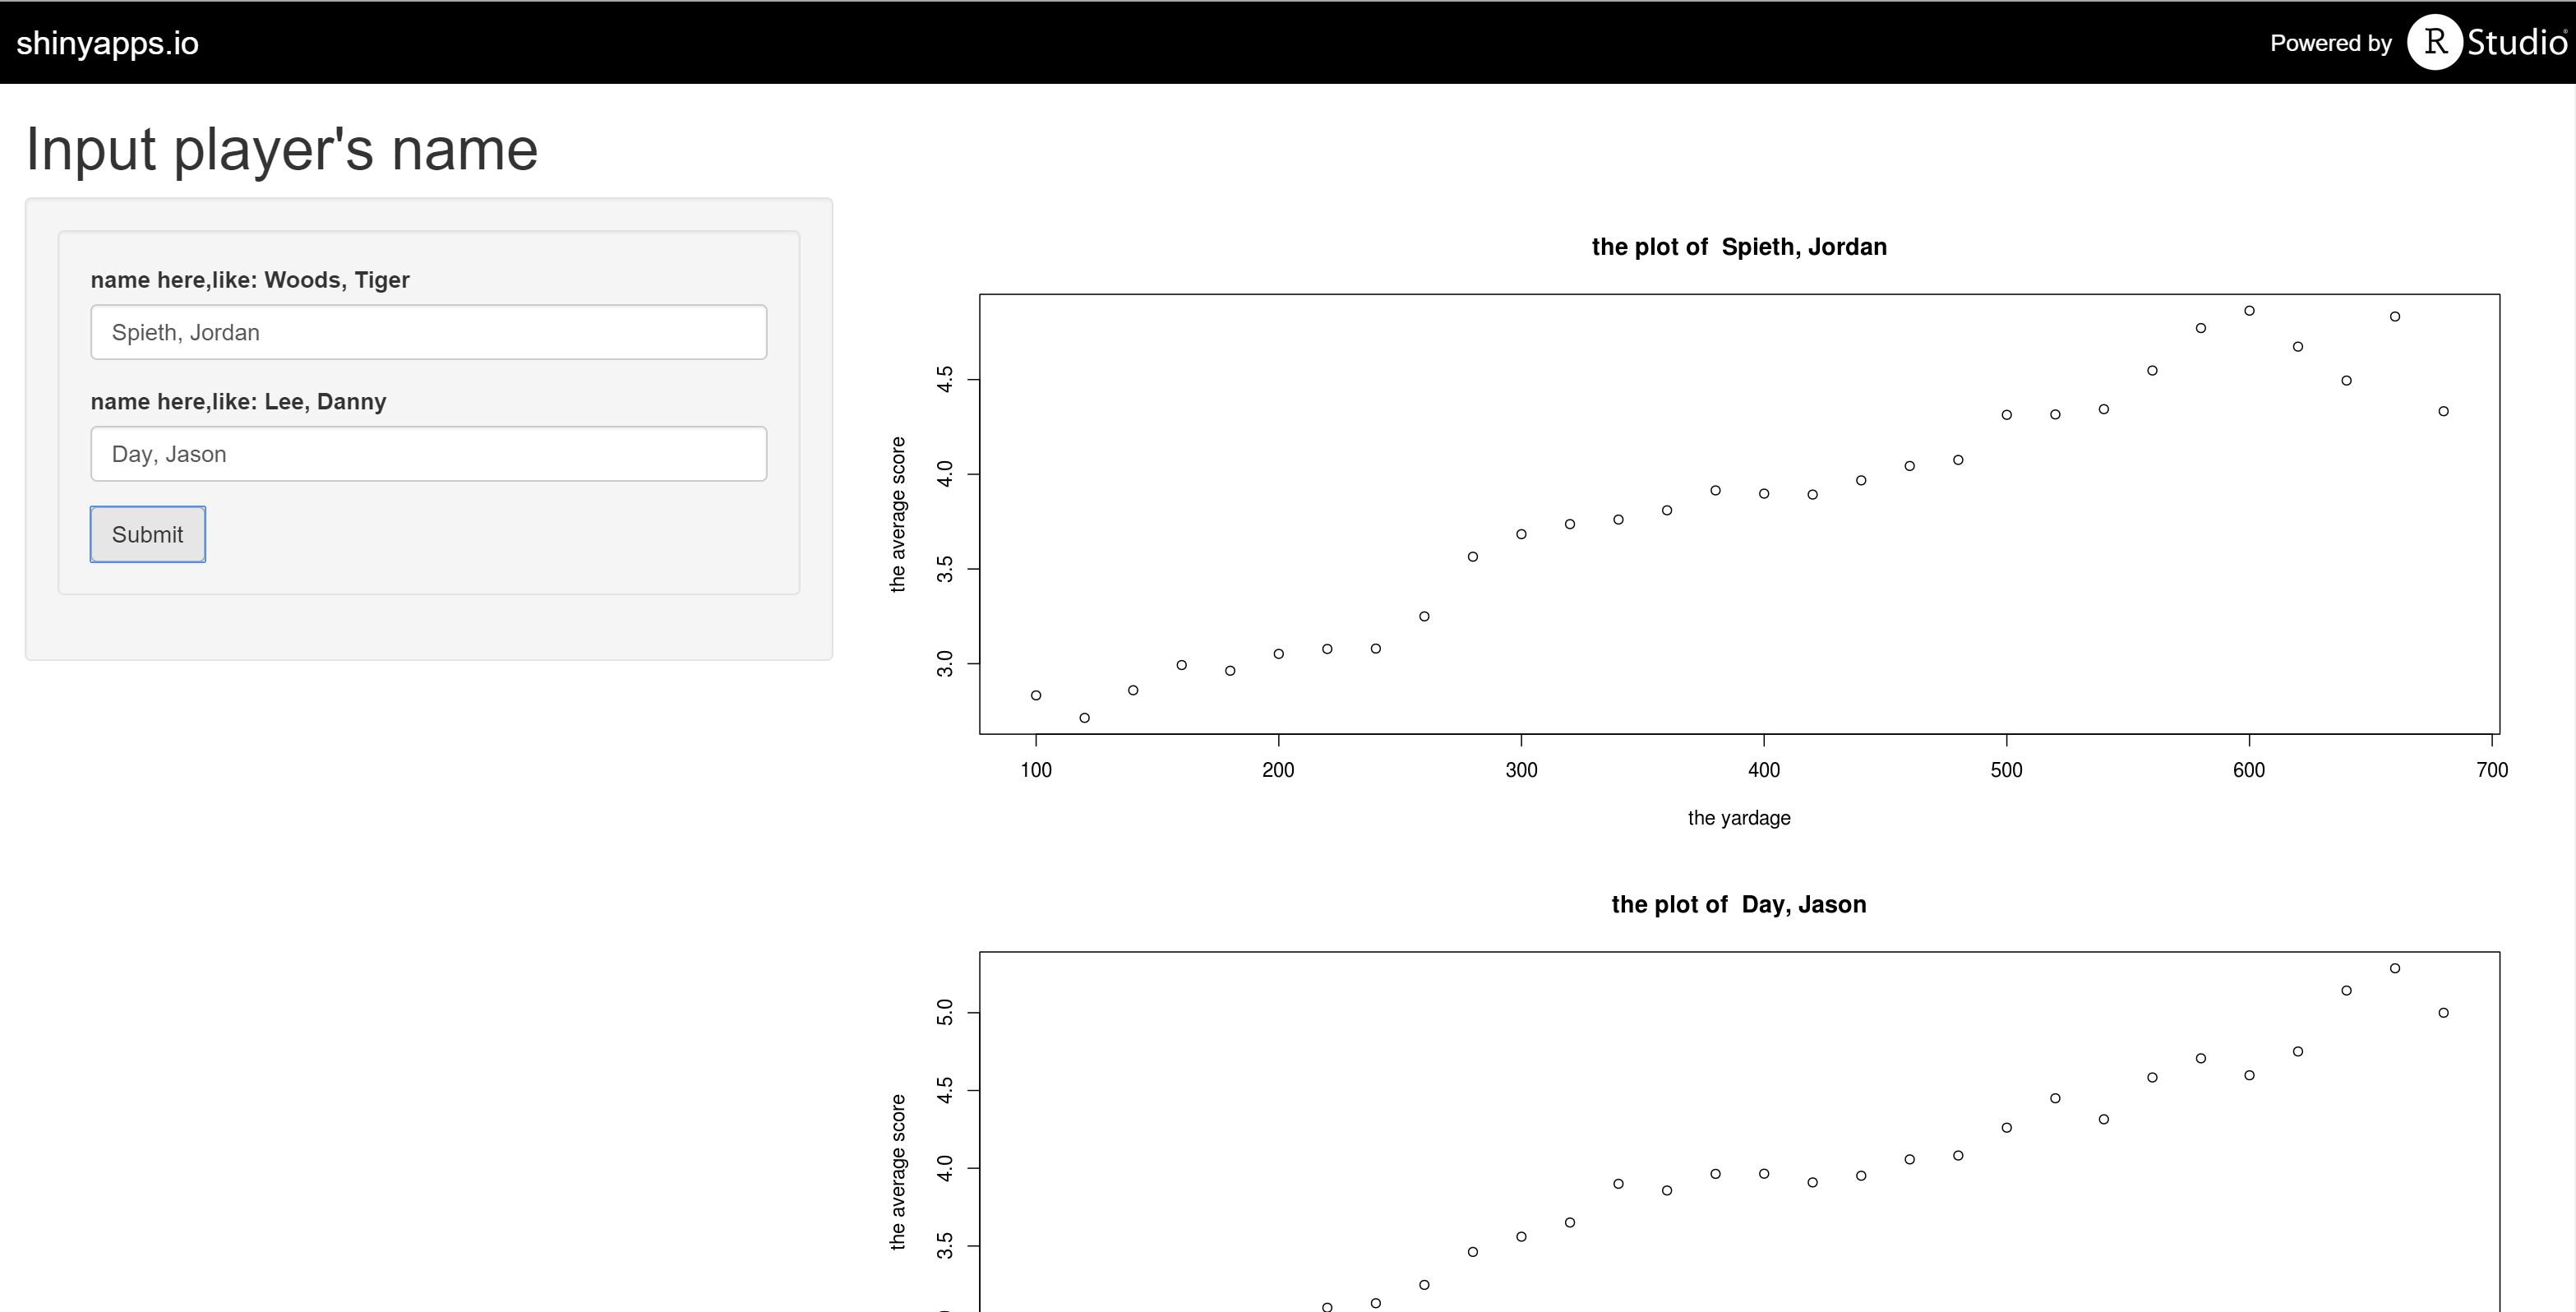 shinyapps.io
Powered by R Studio
Input player's name
name here,like: Woods, Tiger
Spieth, Jordan
name here,like: Lee, Danny
Day, Jason
Submit
the plot of  Spieth, Jordan
the average score
4.5
4.0
3.5
3.0
100 200 300 400 500 600 700
the yardage
the plot of  Day, Jason
the average score
5.0
4.5
4.0
3.5